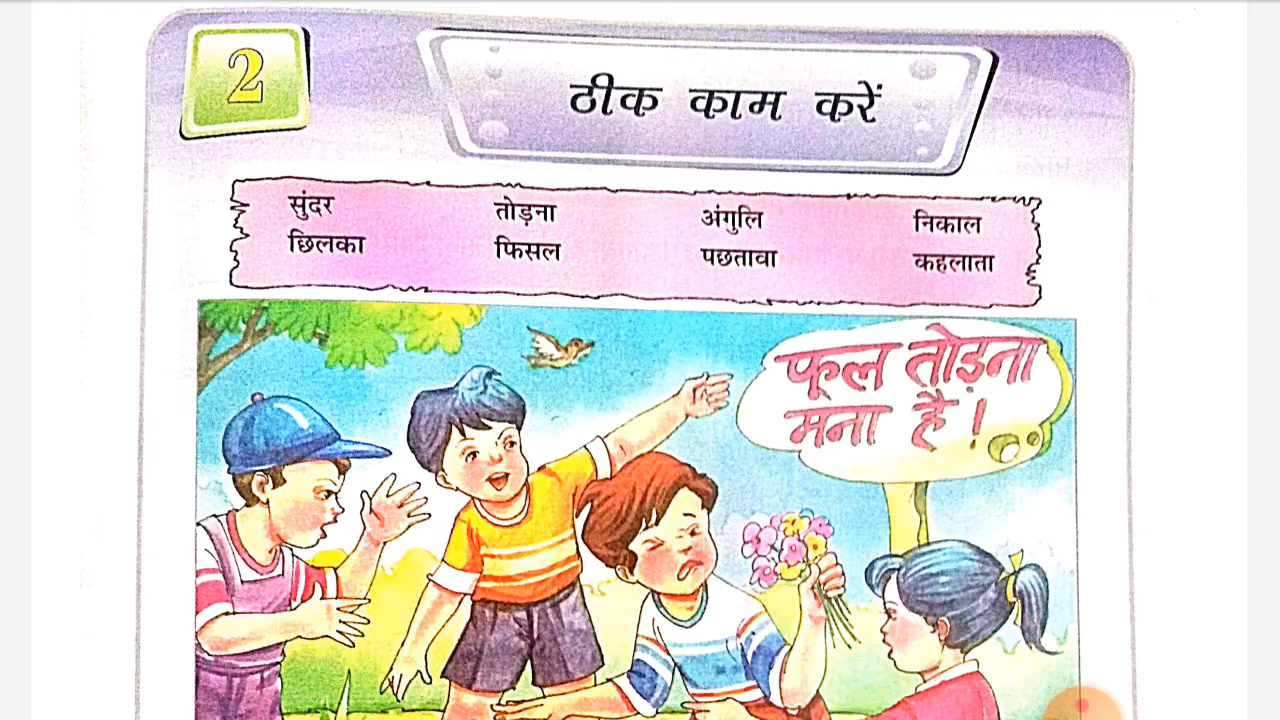 2
ठीक काम करें
सुंदर तोड़ना अंगुलि निकाल
छिलका फिसल पछतावा कहलाता
फूल तोड़ना
मना है!